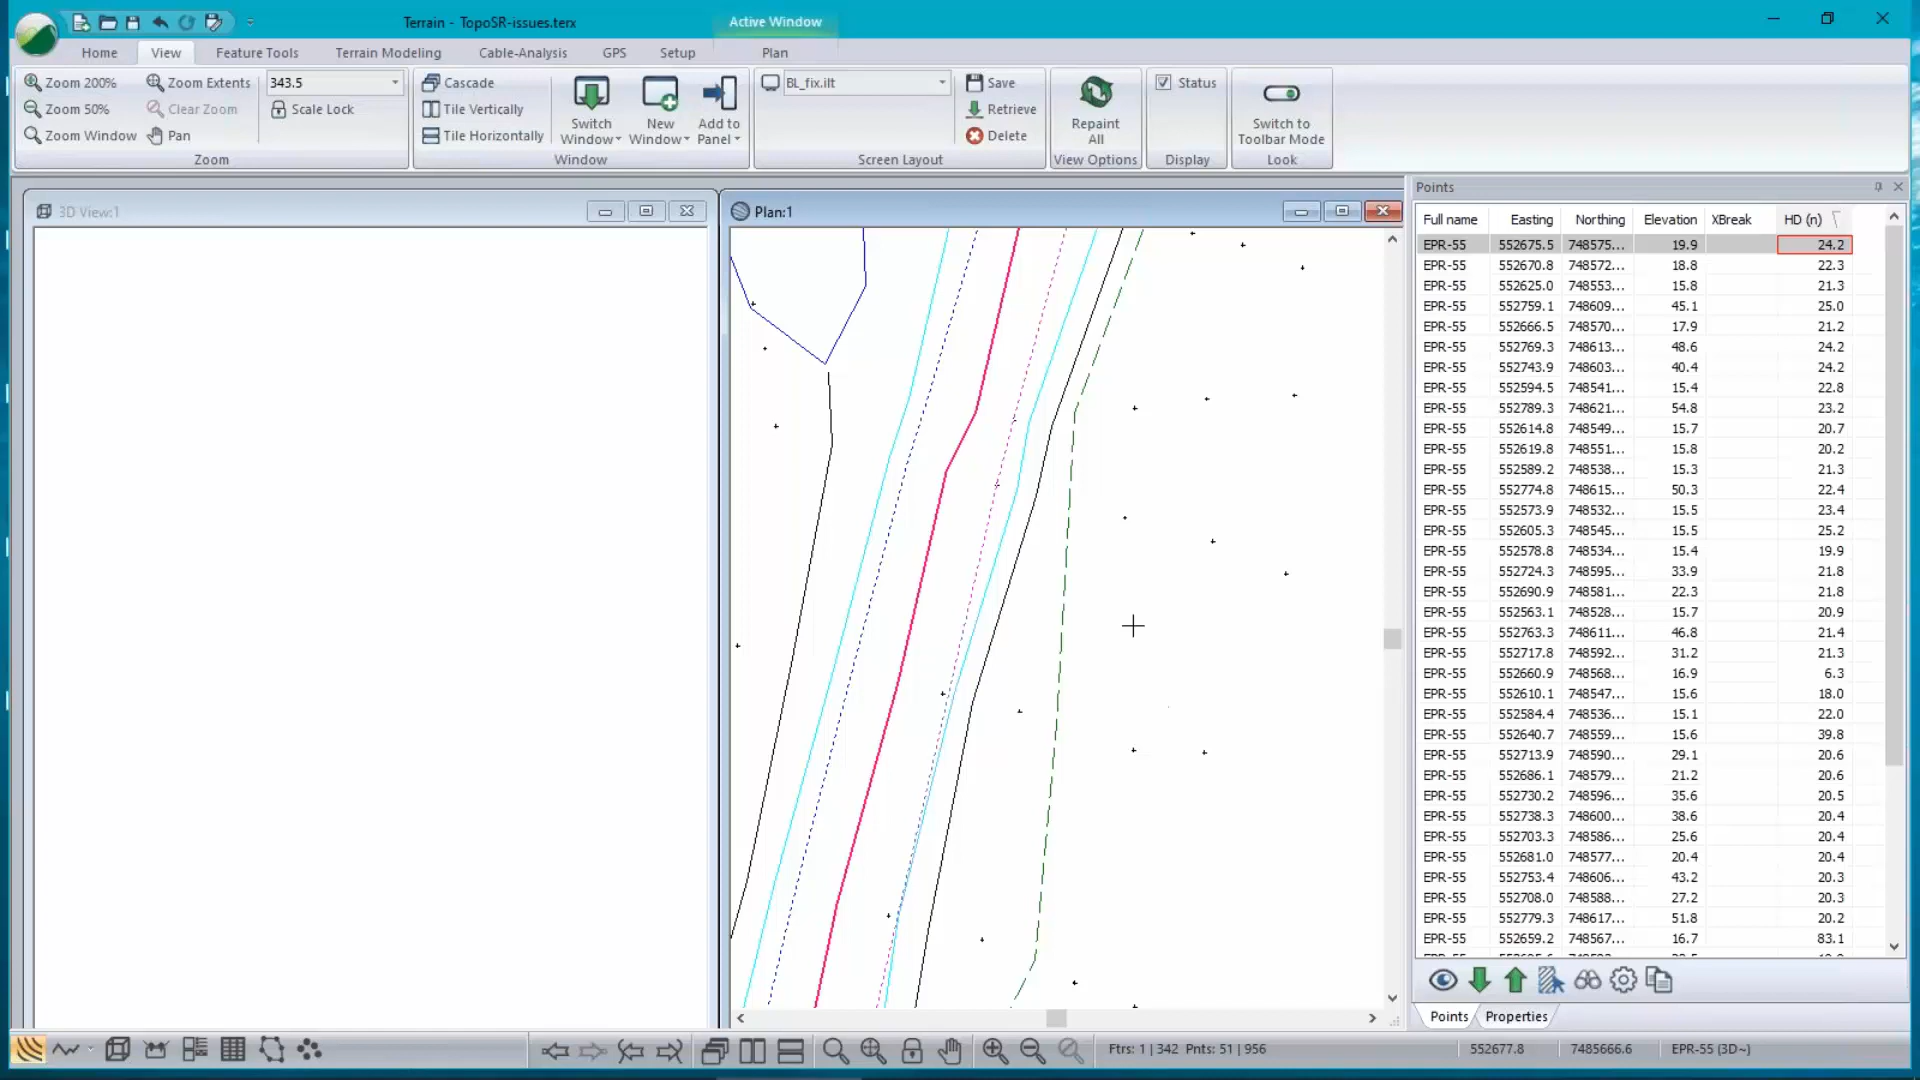 Terrain - TopoSR-issues.terx
Active Window
Home View Feature Tools Terrain Modeling Cable-Analysis GPS Setup Plan
Zoom 200% Zoom Extents 343.5 Cascade BL_fix.ilt Save Status
Zoom 50% Clear Zoom Scale Lock Tile Vertically Retrieve
Zoom Window Pan Tile Horizontally Delete
Switch Window New Window Add to Panel Repaint All Switch to Toolbar Mode
Zoom Window Screen Layout View Options Display Look
3D View:1
Plan:1
Points
Full name Easting Northing Elevation XBreak HD (n)
EPR-55 552675.5 748575... 19.9 24.2
EPR-55 552670.8 748572... 18.8 22.3
EPR-55 552625.0 748553... 15.8 21.3
EPR-55 552759.1 748609... 45.1 25.0
EPR-55 552666.5 748570... 17.9 21.2
EPR-55 552769.3 748613... 48.6 24.2
EPR-55 552743.9 748603... 40.4 24.2
EPR-55 552594.5 748541... 15.4 22.8
EPR-55 552789.3 748621... 54.8 23.2
EPR-55 552614.8 748549... 15.7 20.7
EPR-55 552619.8 748551... 15.8 20.2
EPR-55 552589.2 748538... 15.3 21.3
EPR-55 552774.8 748615... 50.3 22.4
EPR-55 552573.9 748532... 15.5 23.4
EPR-55 552605.3 748545... 15.5 25.2
EPR-55 552578.8 748534... 15.4 19.9
EPR-55 552724.3 748595... 33.9 21.8
EPR-55 552690.9 748581... 22.3 21.8
EPR-55 552563.1 748528... 15.7 20.9
EPR-55 552763.3 748611... 46.8 21.4
EPR-55 552717.8 748592... 31.2 21.3
EPR-55 552660.9 748568... 16.9 6.3
EPR-55 552610.1 748547... 15.6 18.0
EPR-55 552584.4 748536... 15.1 22.0
EPR-55 552640.7 748559... 15.6 39.8
EPR-55 552713.9 748590... 29.1 20.6
EPR-55 552686.1 748579... 21.2 20.6
EPR-55 552730.2 748596... 35.6 20.5
EPR-55 552738.3 748600... 38.6 20.4
EPR-55 552703.3 748586... 25.6 20.4
EPR-55 552681.0 748577... 20.4 20.4
EPR-55 552753.4 748606... 43.2 20.3
EPR-55 552708.0 748588... 27.2 20.3
EPR-55 552779.3 748617... 51.8 20.2
EPR-55 552659.2 748567... 16.7 83.1
Points Properties
Ftrs: 1 | 342 Pnts: 51 | 956 552677.8 7485666.6 EPR-55 (3D~)